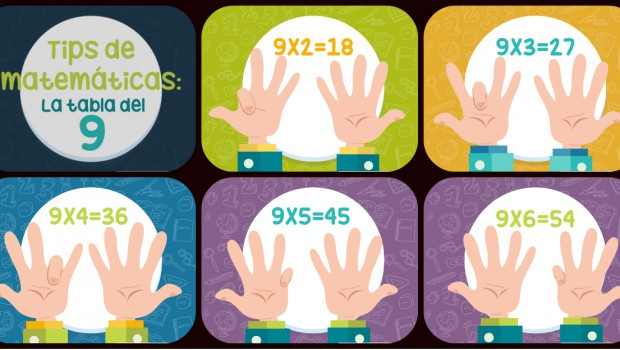 Tips de
matemáticas:
La tabla del
9
9X2=18
9X3=27
9X4=36
9X5=45
9X6=54